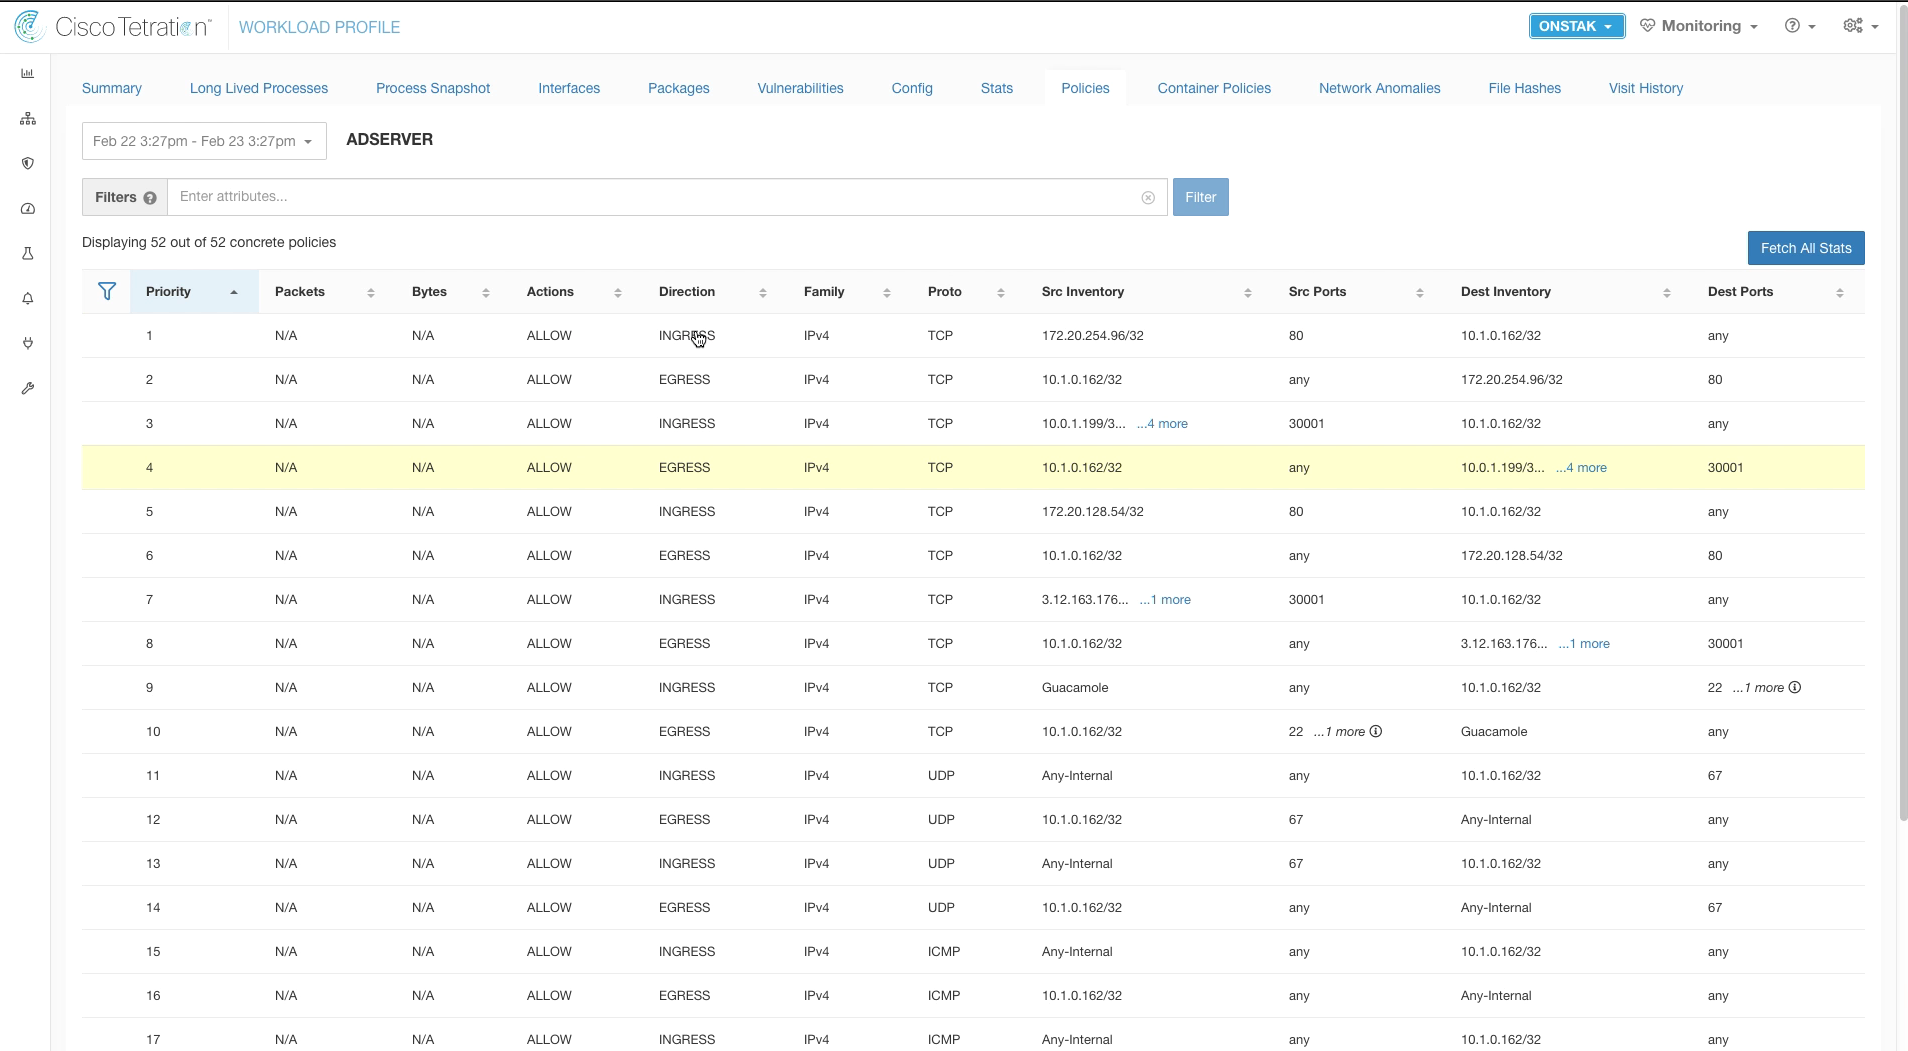 Cisco Tetration™ WORKLOAD PROFILE ONSTAK Monitoring
Summary Long Lived Processes Process Snapshot Interfaces Packages Vulnerabilities Config Stats Policies Container Policies Network Anomalies File Hashes Visit History
Feb 22 3:27pm - Feb 23 3:27pm ADSERVER
Filters Enter attributes... Filter
Displaying 52 out of 52 concrete policies
Fetch All Stats
Priority Packets Bytes Actions Direction Family Proto Src Inventory Src Ports Dest Inventory Dest Ports
1 N/A N/A ALLOW INGRESS IPv4 TCP 172.20.254.96/32 80 10.1.0.162/32 any
2 N/A N/A ALLOW EGRESS IPv4 TCP 10.1.0.162/32 any 172.20.254.96/32 80
3 N/A N/A ALLOW INGRESS IPv4 TCP 10.0.1.199/3... ...4 more 30001 10.1.0.162/32 any
4 N/A N/A ALLOW EGRESS IPv4 TCP 10.1.0.162/32 any 10.0.1.199/3... ...4 more 30001
5 N/A N/A ALLOW INGRESS IPv4 TCP 172.20.128.54/32 80 10.1.0.162/32 any
6 N/A N/A ALLOW EGRESS IPv4 TCP 10.1.0.162/32 any 172.20.128.54/32 80
7 N/A N/A ALLOW INGRESS IPv4 TCP 3.12.163.176... ...1 more 30001 10.1.0.162/32 any
8 N/A N/A ALLOW EGRESS IPv4 TCP 10.1.0.162/32 any 3.12.163.176... ...1 more 30001
9 N/A N/A ALLOW INGRESS IPv4 TCP Guacamole any 10.1.0.162/32 22 ...1 more
10 N/A N/A ALLOW EGRESS IPv4 TCP 10.1.0.162/32 22 ...1 more Guacamole any
11 N/A N/A ALLOW INGRESS IPv4 UDP Any-Internal any 10.1.0.162/32 67
12 N/A N/A ALLOW EGRESS IPv4 UDP 10.1.0.162/32 67 Any-Internal any
13 N/A N/A ALLOW INGRESS IPv4 UDP Any-Internal 67 10.1.0.162/32 any
14 N/A N/A ALLOW EGRESS IPv4 UDP 10.1.0.162/32 any Any-Internal 67
15 N/A N/A ALLOW INGRESS IPv4 ICMP Any-Internal any 10.1.0.162/32 any
16 N/A N/A ALLOW EGRESS IPv4 ICMP 10.1.0.162/32 any Any-Internal any
17 N/A N/A ALLOW INGRESS IPv4 ICMP Any-Internal any 10.1.0.162/32 any